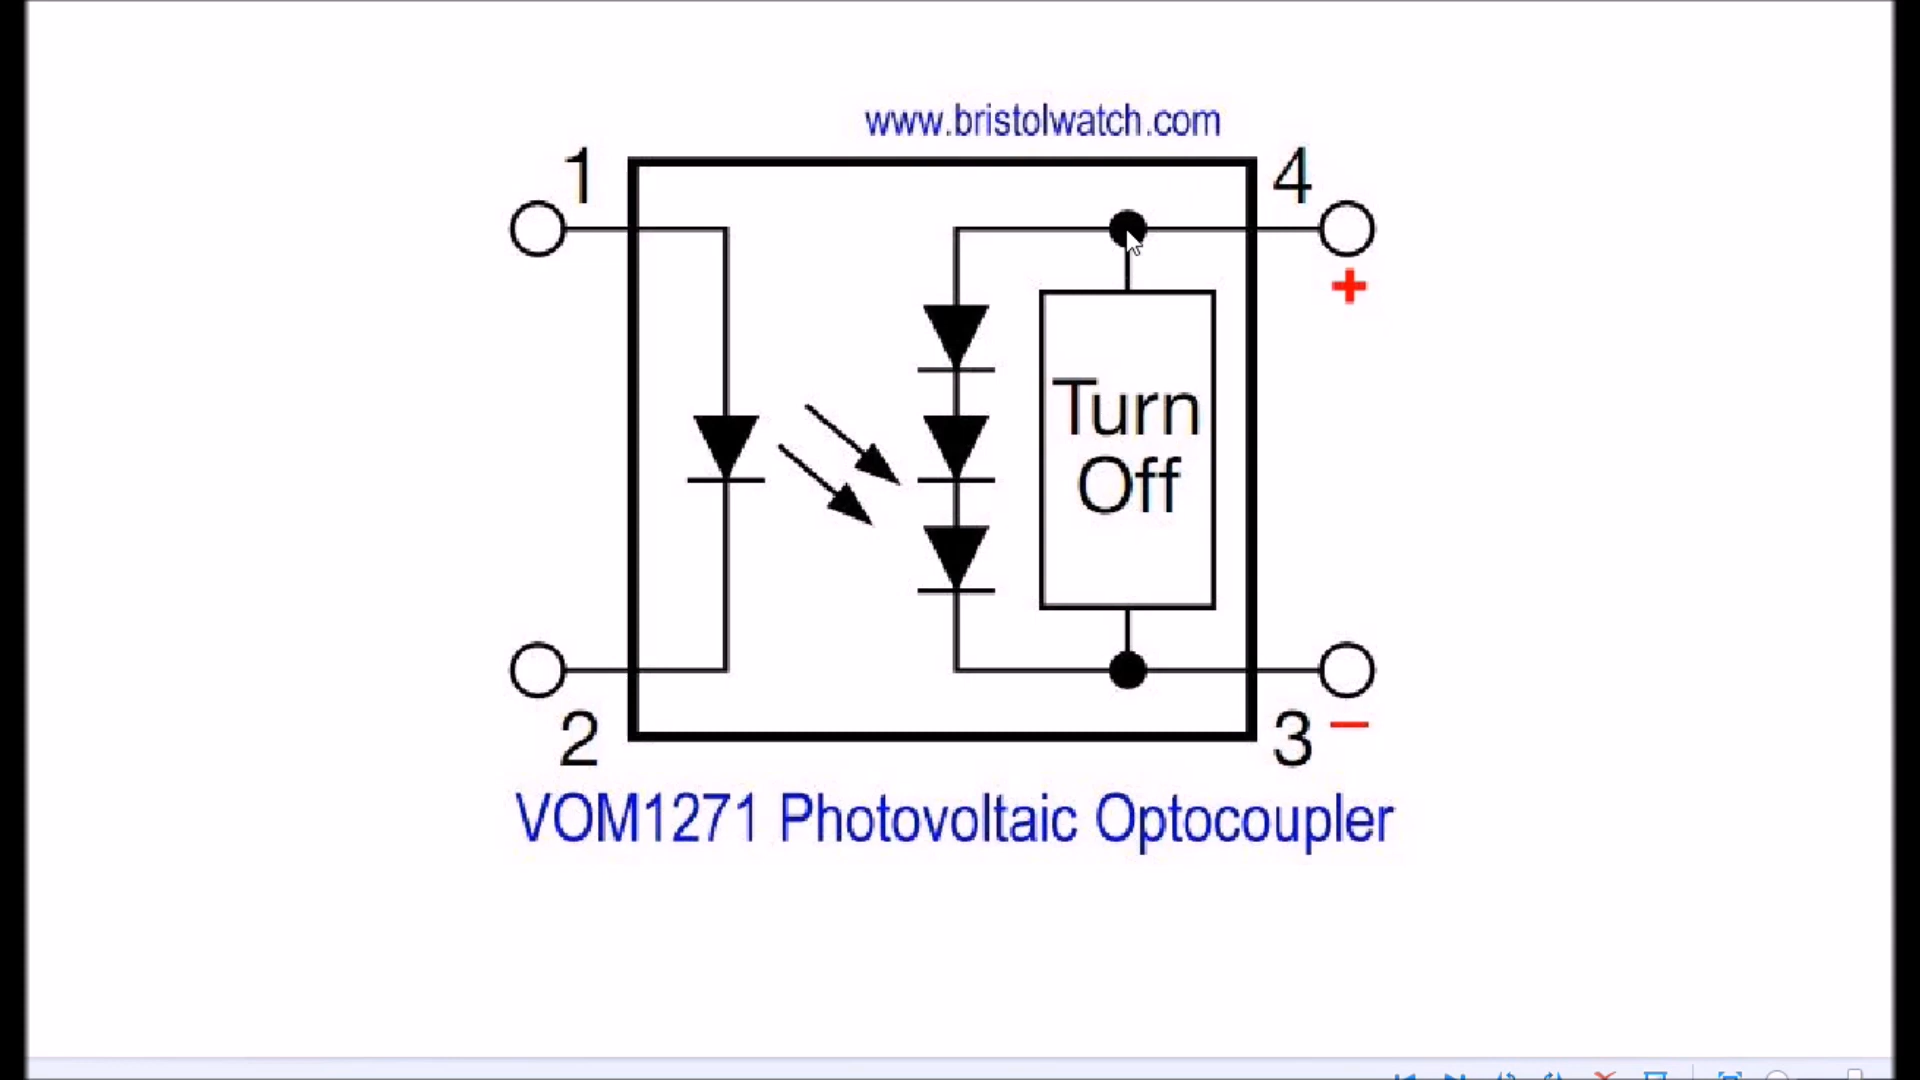 www.bristolwatch.com
1
4
+
Turn
Off
2
3 –
VOM1271 Photovoltaic Optocoupler